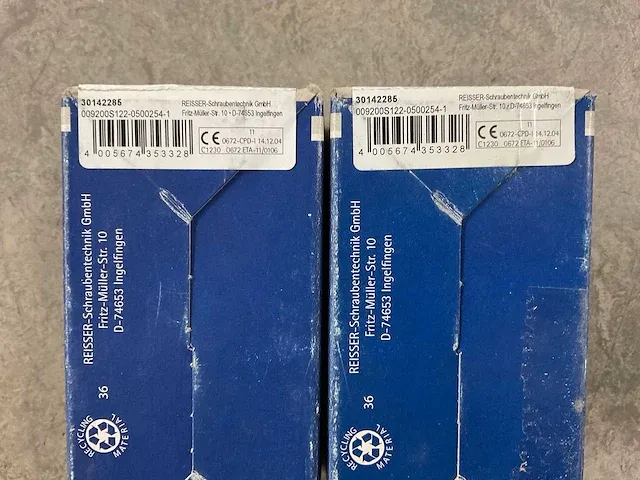 30142285
REISSER-Schraubentechnik GmbH
009200S122-0500254-1
Fritz-Müller-Str. 10 • D-74653 Ingelfingen
11
0672-CPD-I 14.12.04
C1230 0672 ETA-11/0106
4 005674 353328
CE
REISSER-Schraubentechnik GmbH
Fritz-Müller-Str. 10
D-74653 Ingelfingen
36
RECYCLING
MATERIAL
30142285
REISSER-Schraubentechnik GmbH
009200S122-0500254-1
Fritz-Müller-Str. 10 • D-74653 Ingelfingen
11
0672-CPD-I 14.12.04
C1230 0672 ETA-11/0106
4 005674 353328
CE
REISSER-Schraubentechnik GmbH
Fritz-Müller-Str. 10
D-74653 Ingelfingen
36
RECYCLING
MATERIAL